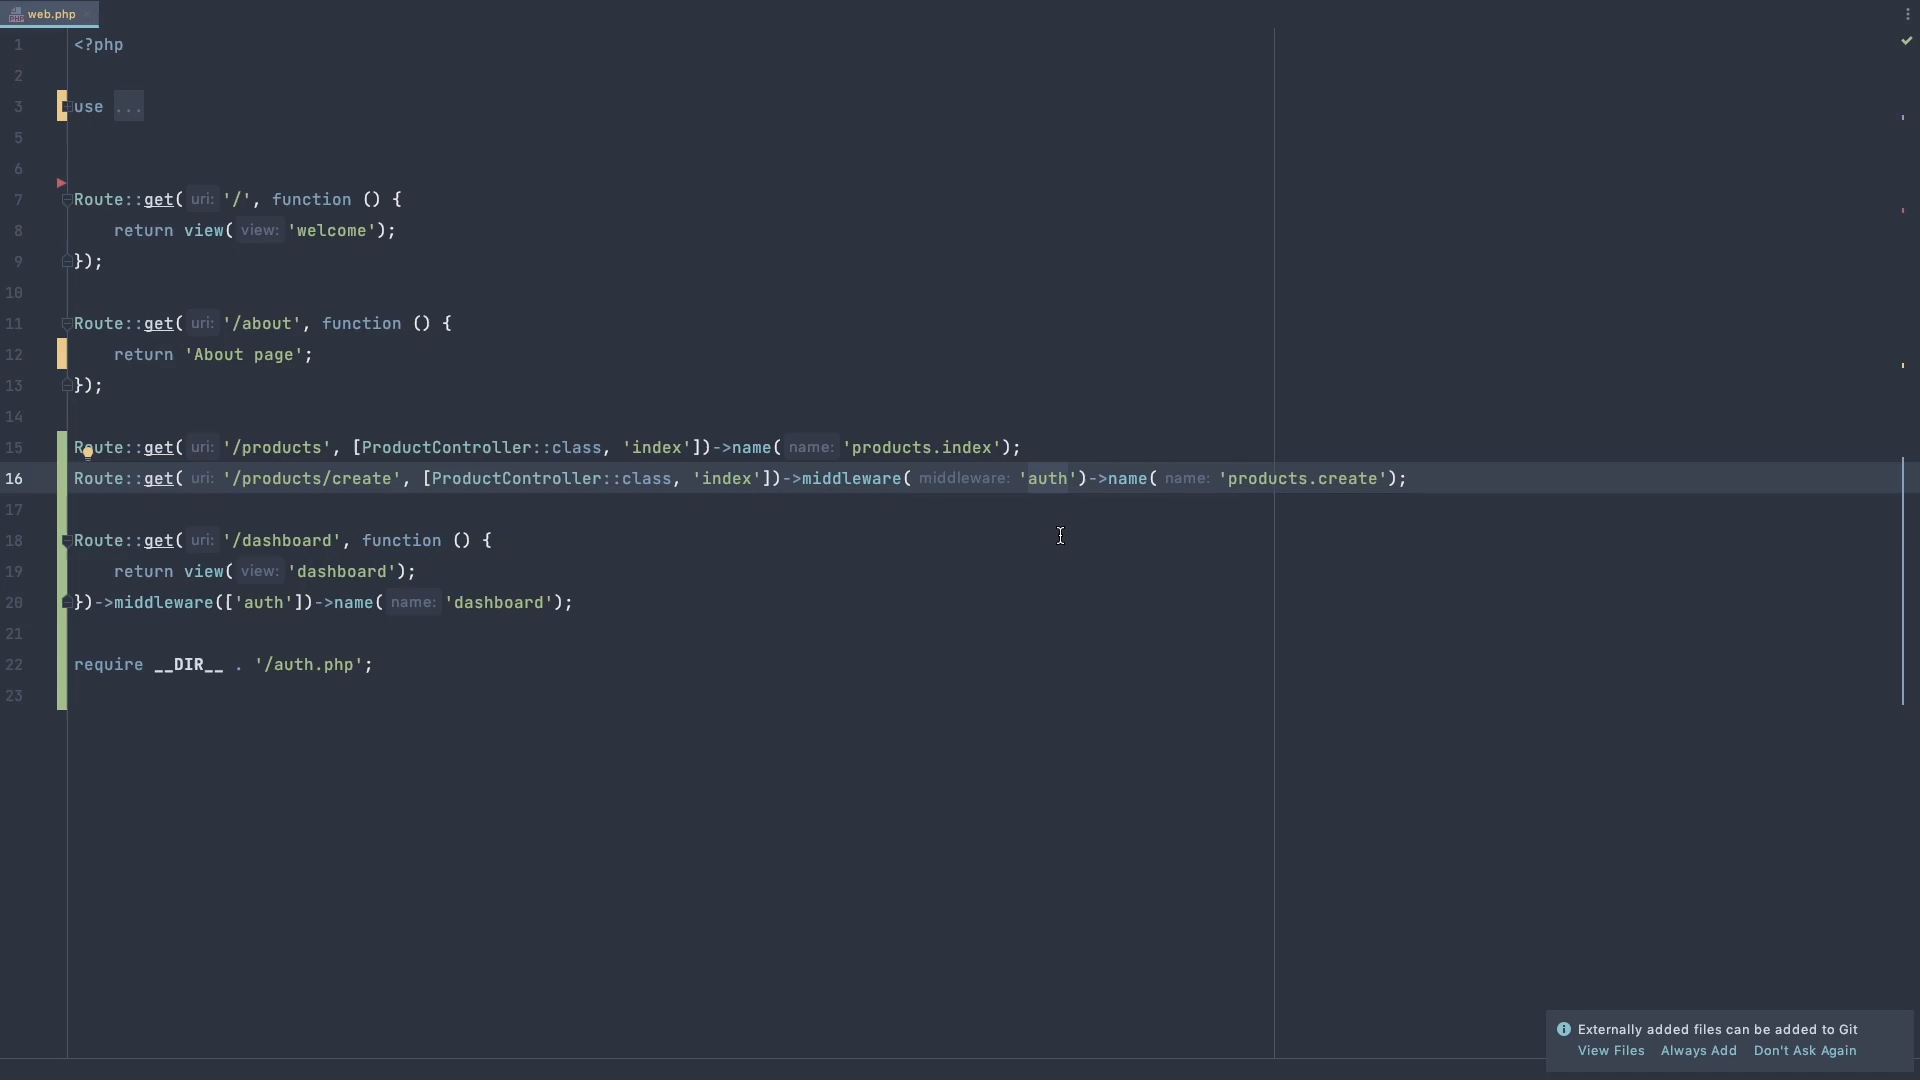 web.php
1 <?php
2
3 use ...
5
6
7 Route::get( uri: '/', function () {
8 return view( view: 'welcome');
9 });
10
11 Route::get( uri: '/about', function () {
12 return 'About page';
13 });
14
15 Route::get( uri: '/products', [ProductController::class, 'index'])->name( name: 'products.index');
16 Route::get( uri: '/products/create', [ProductController::class, 'index'])->middleware( middleware: 'auth')->name( name: 'products.create');
17
18 Route::get( uri: '/dashboard', function () {
19 return view( view: 'dashboard');
20 })->middleware(['auth'])->name( name: 'dashboard');
21
22 require __DIR__ . '/auth.php';
23
Externally added files can be added to Git
View Files Always Add Don't Ask Again